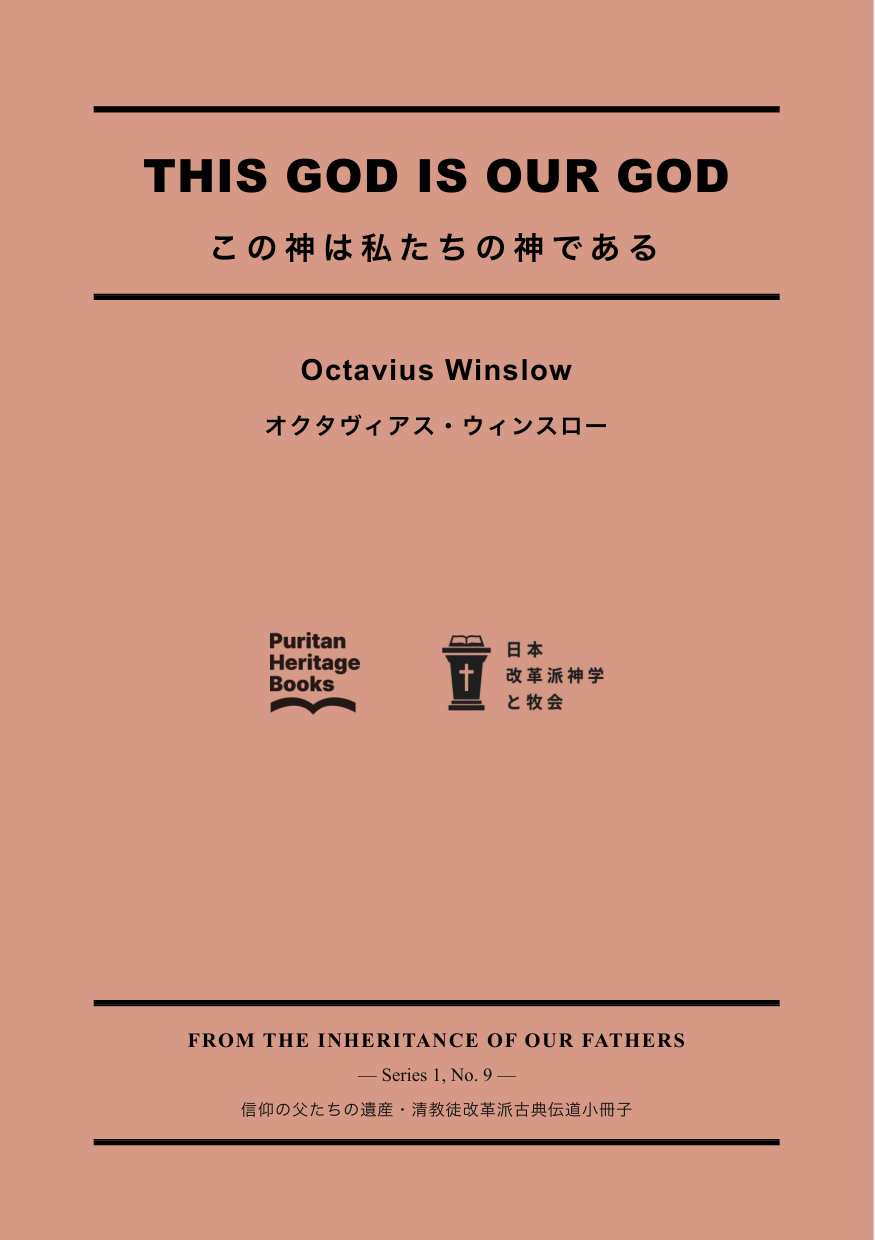 THIS GOD IS OUR GOD
この神は私たちの神である
Octavius Winslow
オクタヴィアス・ウィンスロー
Puritan
Heritage
Books
日本
改革派神学
と牧会
FROM THE INHERITANCE OF OUR FATHERS
— Series 1, No. 9 —
信仰の父たちの遺産・清教徒改革派古典伝道小冊子